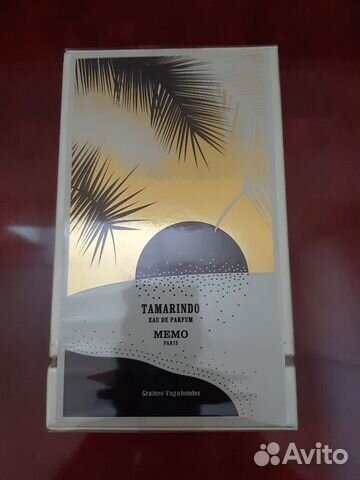 TAMARINDO
EAU DE PARFUM
MEMO
PARIS
Graines Vagabondes
Avito